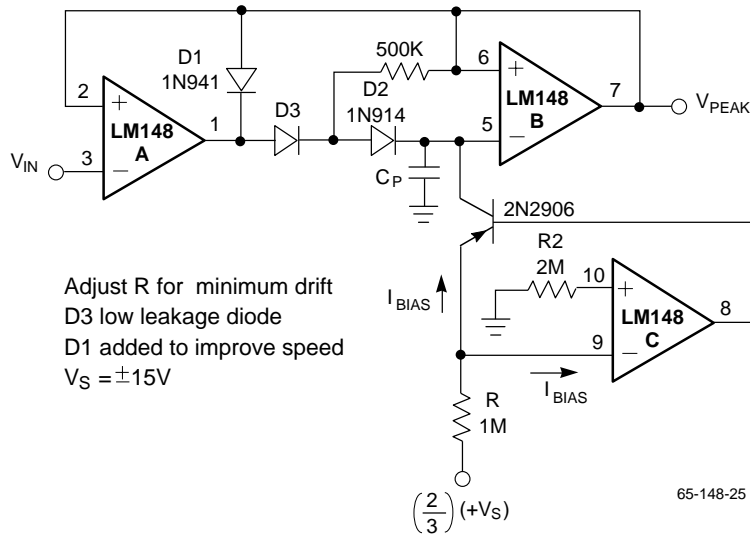 D1
1N941
500K
D2
1N914
D3
2
+
LM148
A
1
V_IN
3
−
6
+
LM148
B
7
V_PEAK
5
−
C_P
2N2906
R2
2M
10
+
LM148
C
8
9
−
I_BIAS
I_BIAS
R
1M
(2/3) (+V_S)
Adjust R for minimum drift
D3 low leakage diode
D1 added to improve speed
V_S = ±15V
65-148-25